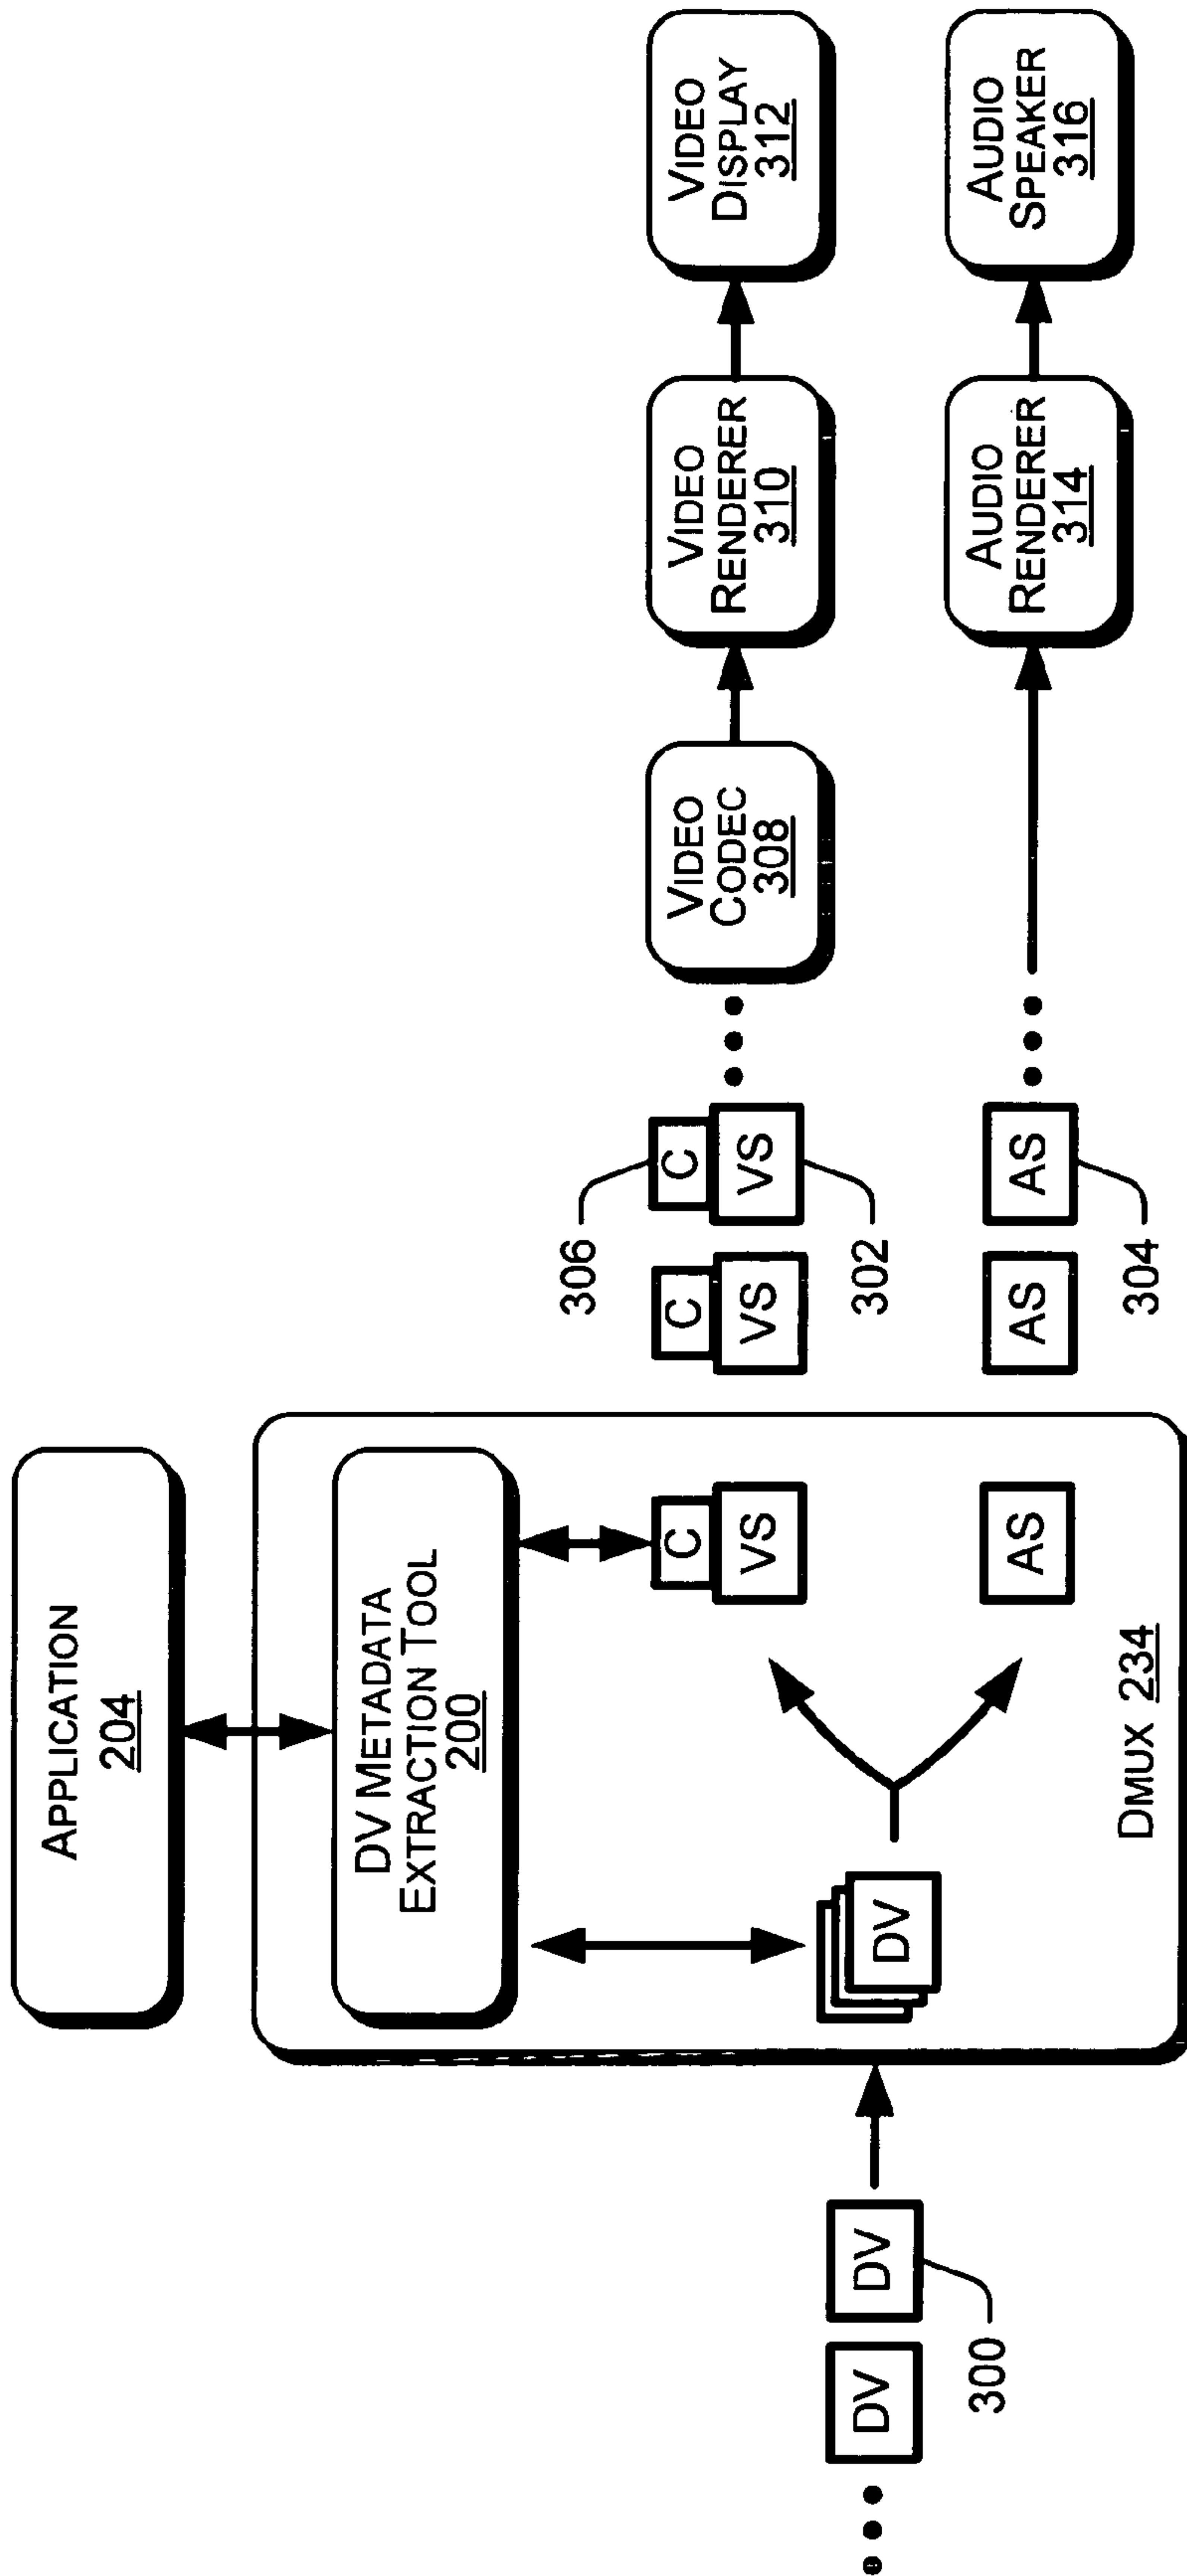 APPLICATION
204
DV METADATA
EXTRACTION TOOL
200
DV
DV
300
DV
C
VS
AS
DMUX 234
C
VS
C
VS
306
302
AS
AS
304
VIDEO
CODEC
308
VIDEO
RENDERER
310
VIDEO
DISPLAY
312
AUDIO
RENDERER
314
AUDIO
SPEAKER
316